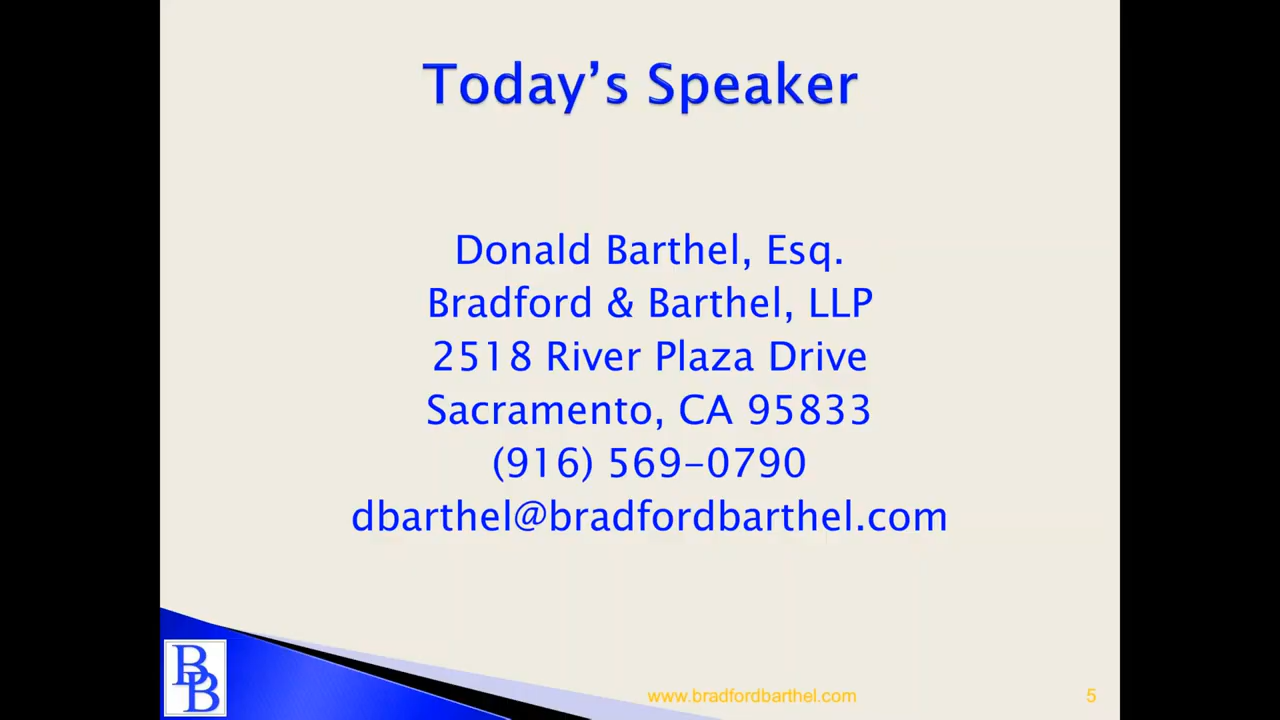 Today’s Speaker
Donald Barthel, Esq.
Bradford & Barthel, LLP
2518 River Plaza Drive
Sacramento, CA 95833
(916) 569-0790
dbarthel@bradfordbarthel.com
BB
www.bradfordbarthel.com
5